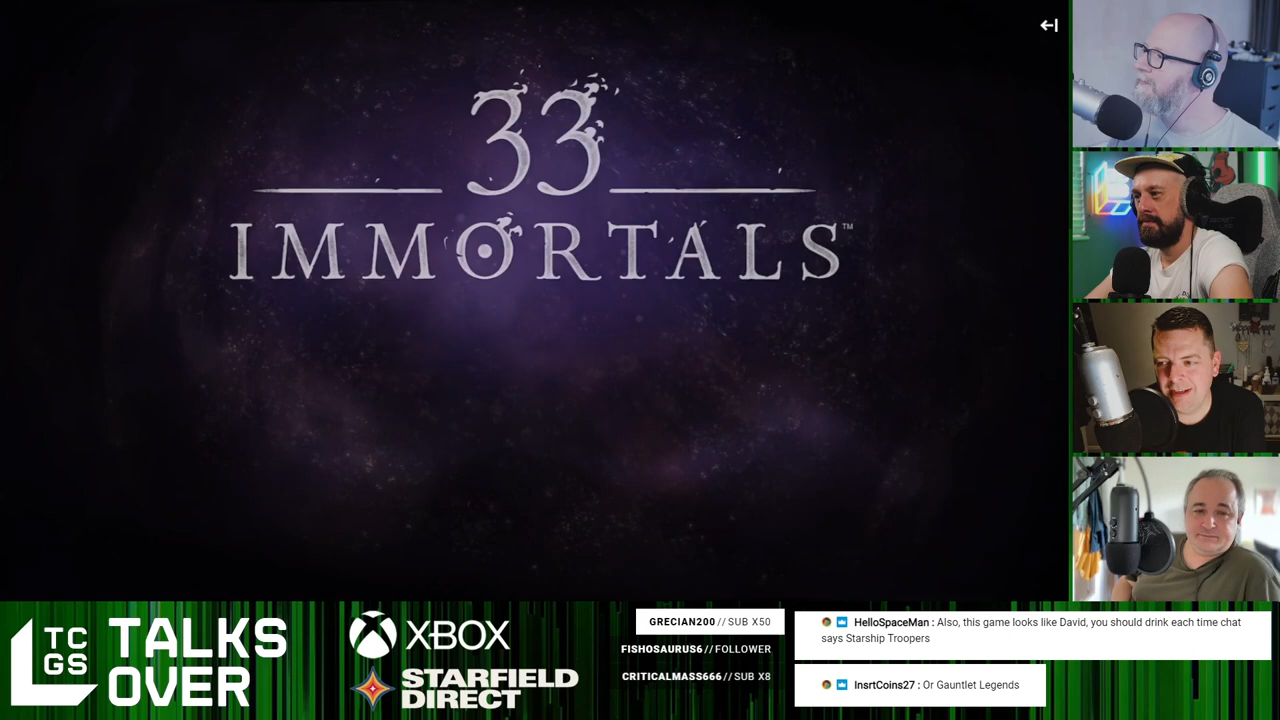 33
IMMORTALS™
TC
GS
TALKS
OVER
XBOX
STARFIELD
DIRECT
GRECIAN200 // SUB X50
FISHOSAURUS6 // FOLLOWER
CRITICALMASS666 // SUB X8
HelloSpaceMan : Also, this game looks like David, you should drink each time chat
says Starship Troopers
InsrtCoins27 : Or Gauntlet Legends